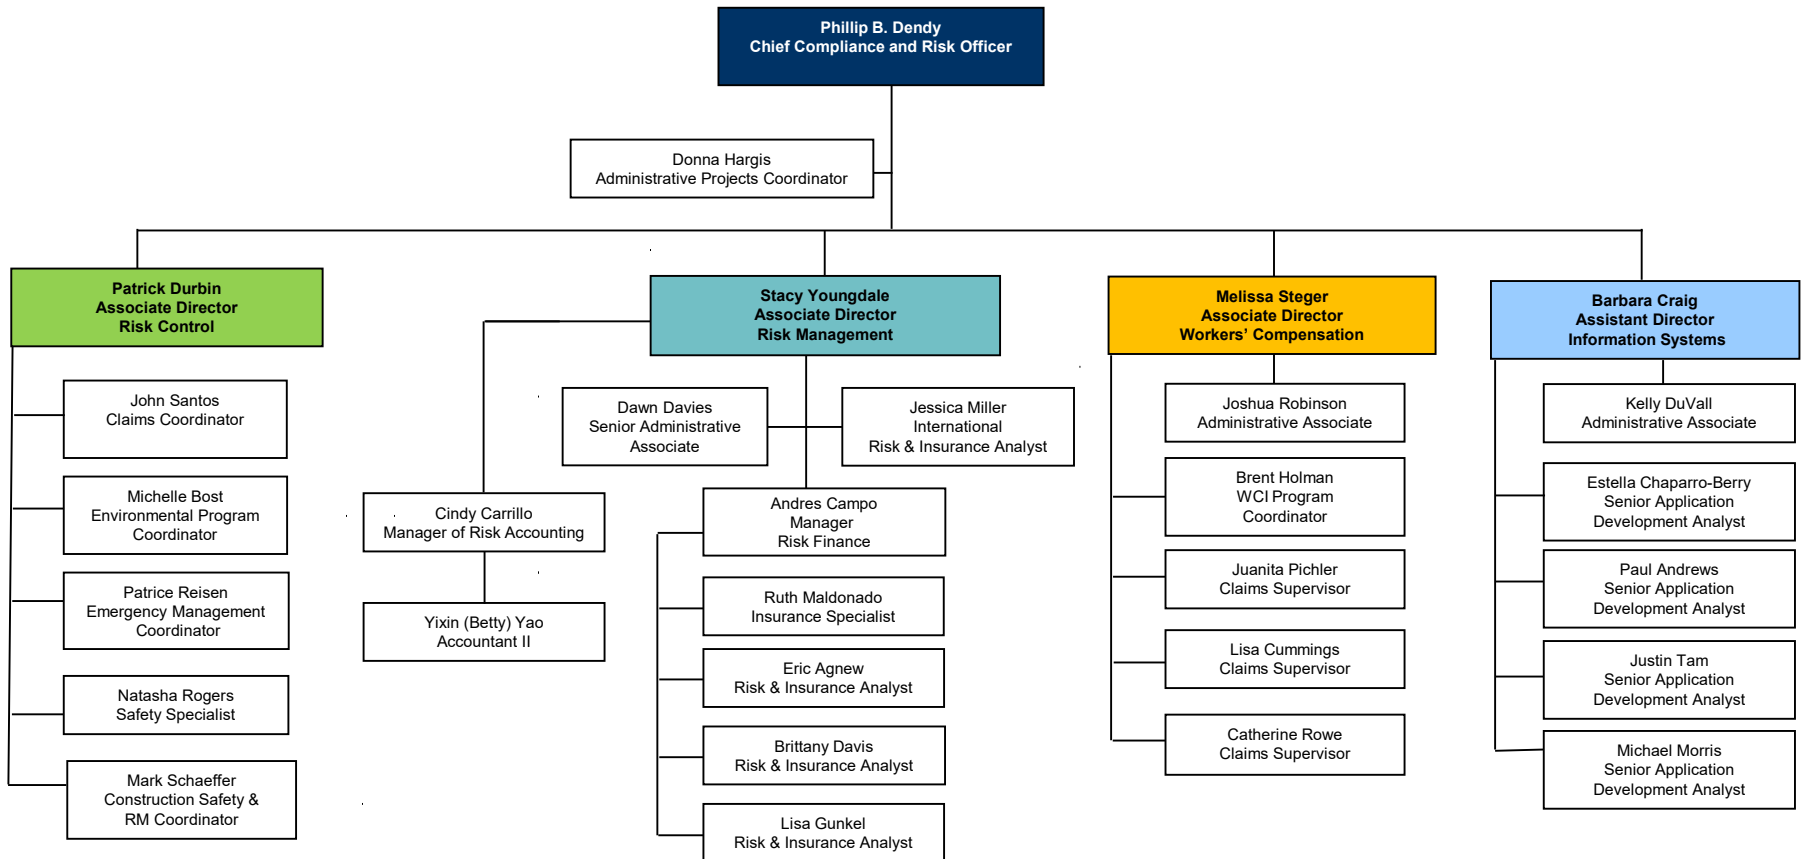 Phillip B. Dendy
Chief Compliance and Risk Officer
Donna Hargis
Administrative Projects Coordinator
Patrick Durbin
Associate Director
Risk Control
John Santos
Claims Coordinator
Michelle Bost
Environmental Program
Coordinator
Patrice Reisen
Emergency Management
Coordinator
Natasha Rogers
Safety Specialist
Mark Schaeffer
Construction Safety &
RM Coordinator
Stacy Youngdale
Associate Director
Risk Management
Dawn Davies
Senior Administrative
Associate
Jessica Miller
International
Risk & Insurance Analyst
Cindy Carrillo
Manager of Risk Accounting
Yixin (Betty) Yao
Accountant II
Andres Campo
Manager
Risk Finance
Ruth Maldonado
Insurance Specialist
Eric Agnew
Risk & Insurance Analyst
Brittany Davis
Risk & Insurance Analyst
Lisa Gunkel
Risk & Insurance Analyst
Melissa Steger
Associate Director
Workers’ Compensation
Joshua Robinson
Administrative Associate
Brent Holman
WCI Program
Coordinator
Juanita Pichler
Claims Supervisor
Lisa Cummings
Claims Supervisor
Catherine Rowe
Claims Supervisor
Barbara Craig
Assistant Director
Information Systems
Kelly DuVall
Administrative Associate
Estella Chaparro-Berry
Senior Application
Development Analyst
Paul Andrews
Senior Application
Development Analyst
Justin Tam
Senior Application
Development Analyst
Michael Morris
Senior Application
Development Analyst